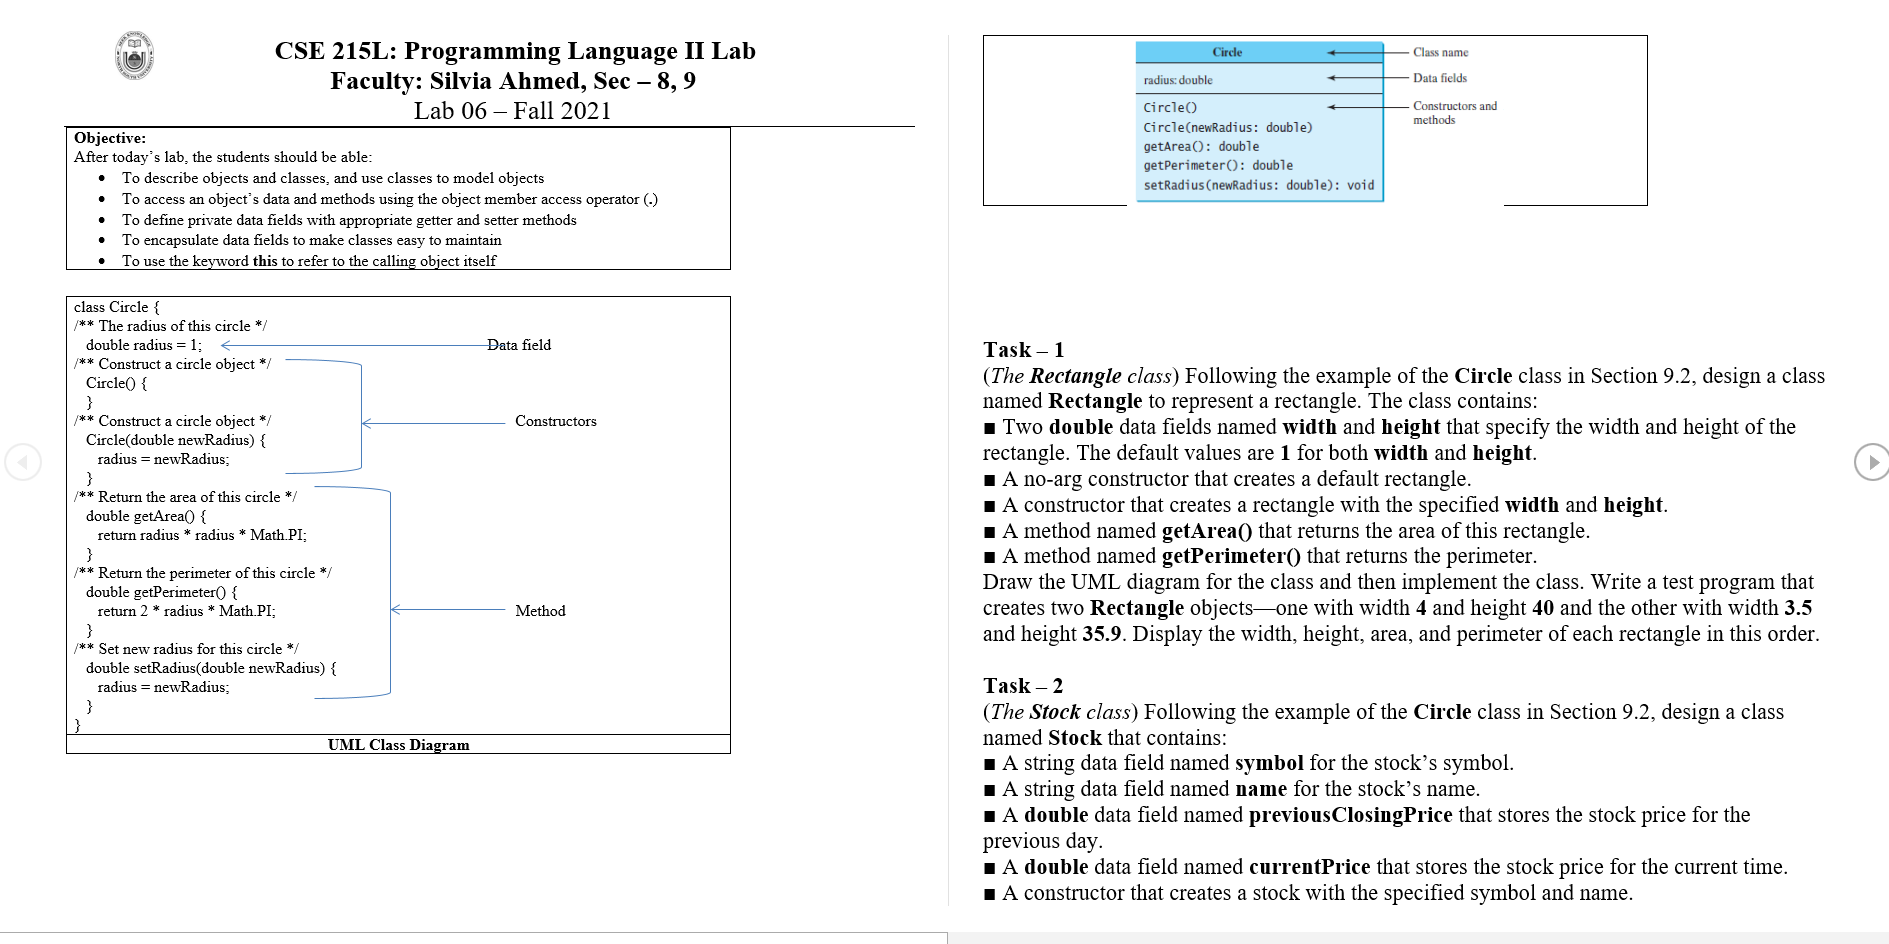 CSE 215L: Programming Language II Lab
Faculty: Silvia Ahmed, Sec – 8, 9
Lab 06 – Fall 2021
Objective:
After today's lab, the students should be able:
• To describe objects and classes, and use classes to model objects
• To access an object's data and methods using the object member access operator (.)
• To define private data fields with appropriate getter and setter methods
• To encapsulate data fields to make classes easy to maintain
• To use the keyword this to refer to the calling object itself
class Circle {
/** The radius of this circle */
double radius = 1;
Data field
/** Construct a circle object */
Circle() {
}
/** Construct a circle object */
Constructors
Circle(double newRadius) {
radius = newRadius;
}
/** Return the area of this circle */
double getArea() {
return radius * radius * Math.PI;
}
/** Return the perimeter of this circle */
double getPerimeter() {
return 2 * radius * Math.PI;
Method
}
/** Set new radius for this circle */
double setRadius(double newRadius) {
radius = newRadius;
}
}
UML Class Diagram
Circle
Class name
radius: double
Data fields
Circle()
Constructors and
methods
Circle(newRadius: double)
getArea(): double
getPerimeter(): double
setRadius(newRadius: double): void
Task – 1
(The Rectangle class) Following the example of the Circle class in Section 9.2, design a class
named Rectangle to represent a rectangle. The class contains:
■ Two double data fields named width and height that specify the width and height of the
rectangle. The default values are 1 for both width and height.
■ A no-arg constructor that creates a default rectangle.
■ A constructor that creates a rectangle with the specified width and height.
■ A method named getArea() that returns the area of this rectangle.
■ A method named getPerimeter() that returns the perimeter.
Draw the UML diagram for the class and then implement the class. Write a test program that
creates two Rectangle objects—one with width 4 and height 40 and the other with width 3.5
and height 35.9. Display the width, height, area, and perimeter of each rectangle in this order.
Task – 2
(The Stock class) Following the example of the Circle class in Section 9.2, design a class
named Stock that contains:
■ A string data field named symbol for the stock's symbol.
■ A string data field named name for the stock's name.
■ A double data field named previousClosingPrice that stores the stock price for the
previous day.
■ A double data field named currentPrice that stores the stock price for the current time.
■ A constructor that creates a stock with the specified symbol and name.